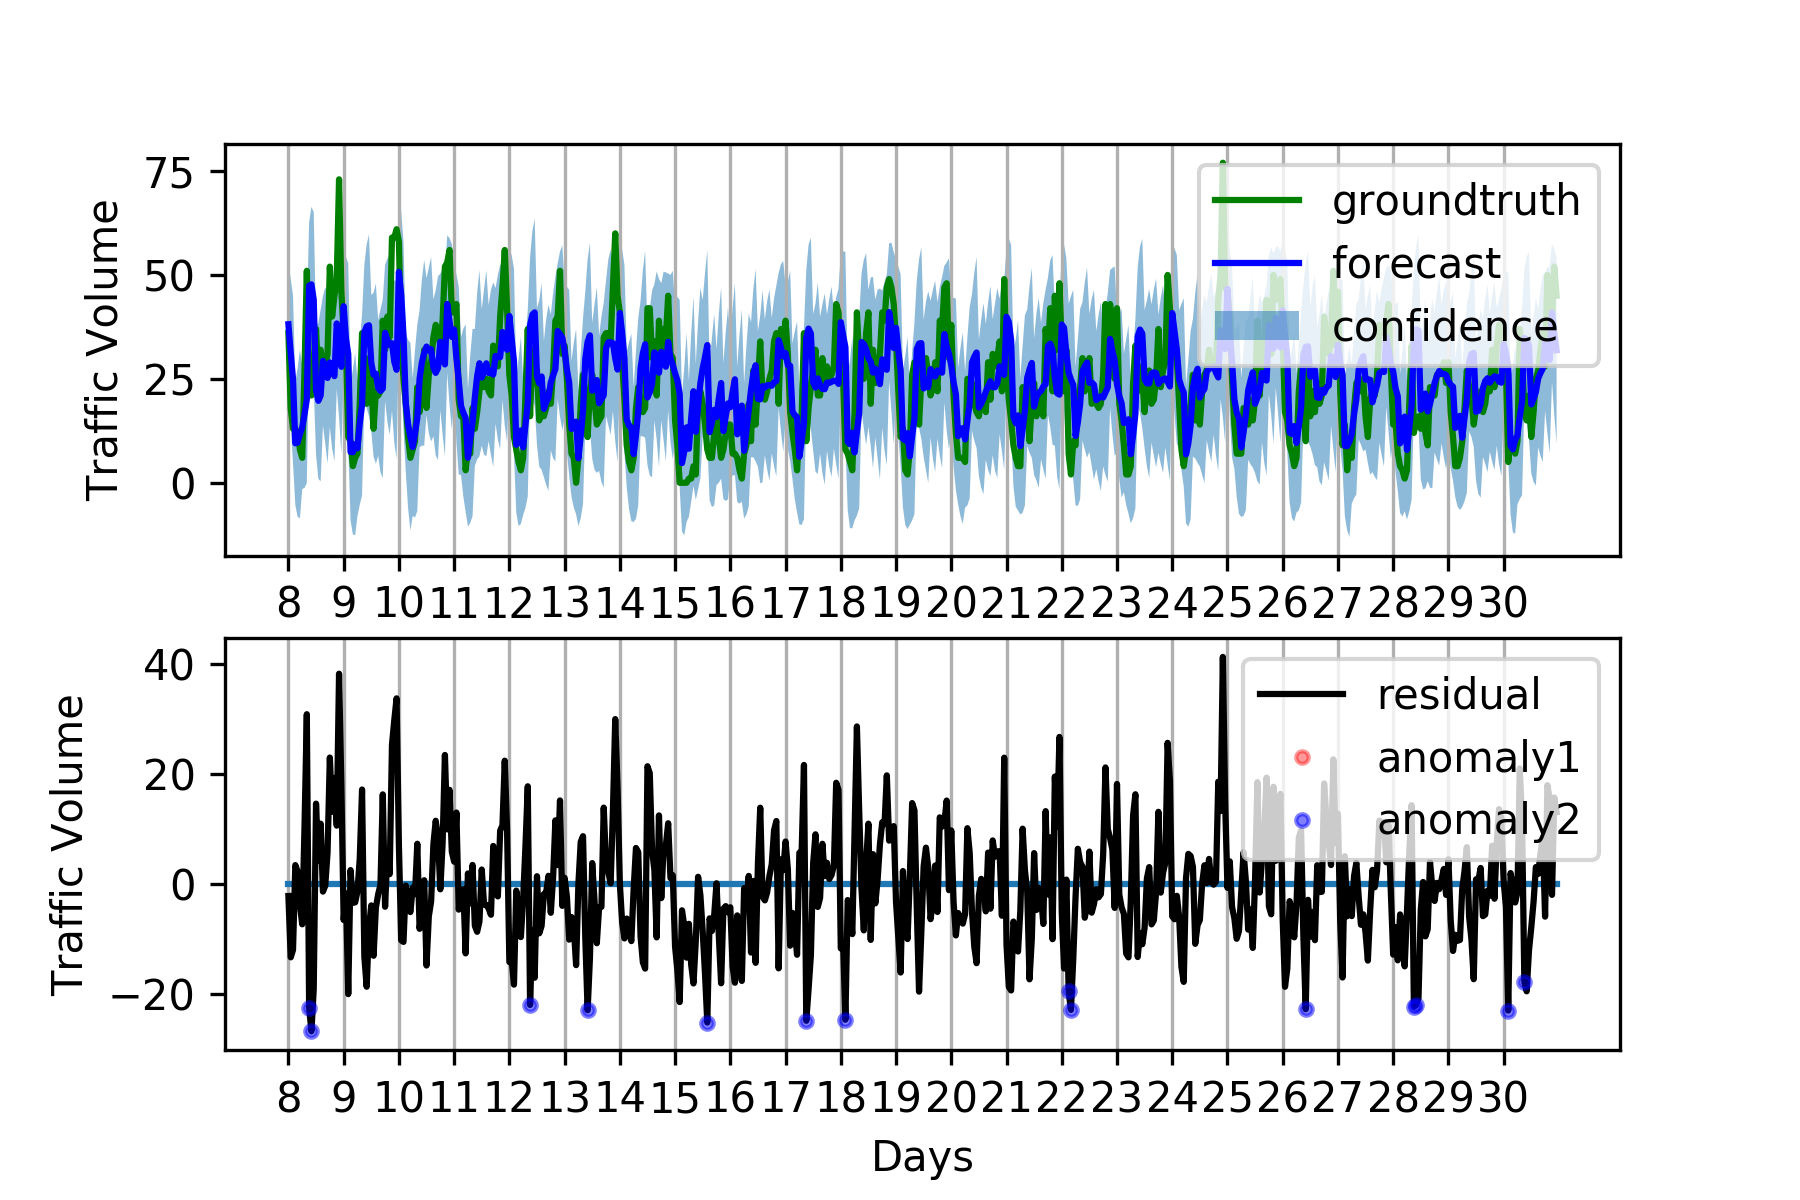 Traffic Volume
75
50
25
0
groundtruth
forecast
confidence
8 9 10 11 12 13 14 15 16 17 18 19 20 21 22 23 24 25 26 27 28 29 30
Traffic Volume
40
20
0
−20
residual
anomaly1
anomaly2
8 9 10 11 12 13 14 15 16 17 18 19 20 21 22 23 24 25 26 27 28 29 30
Days